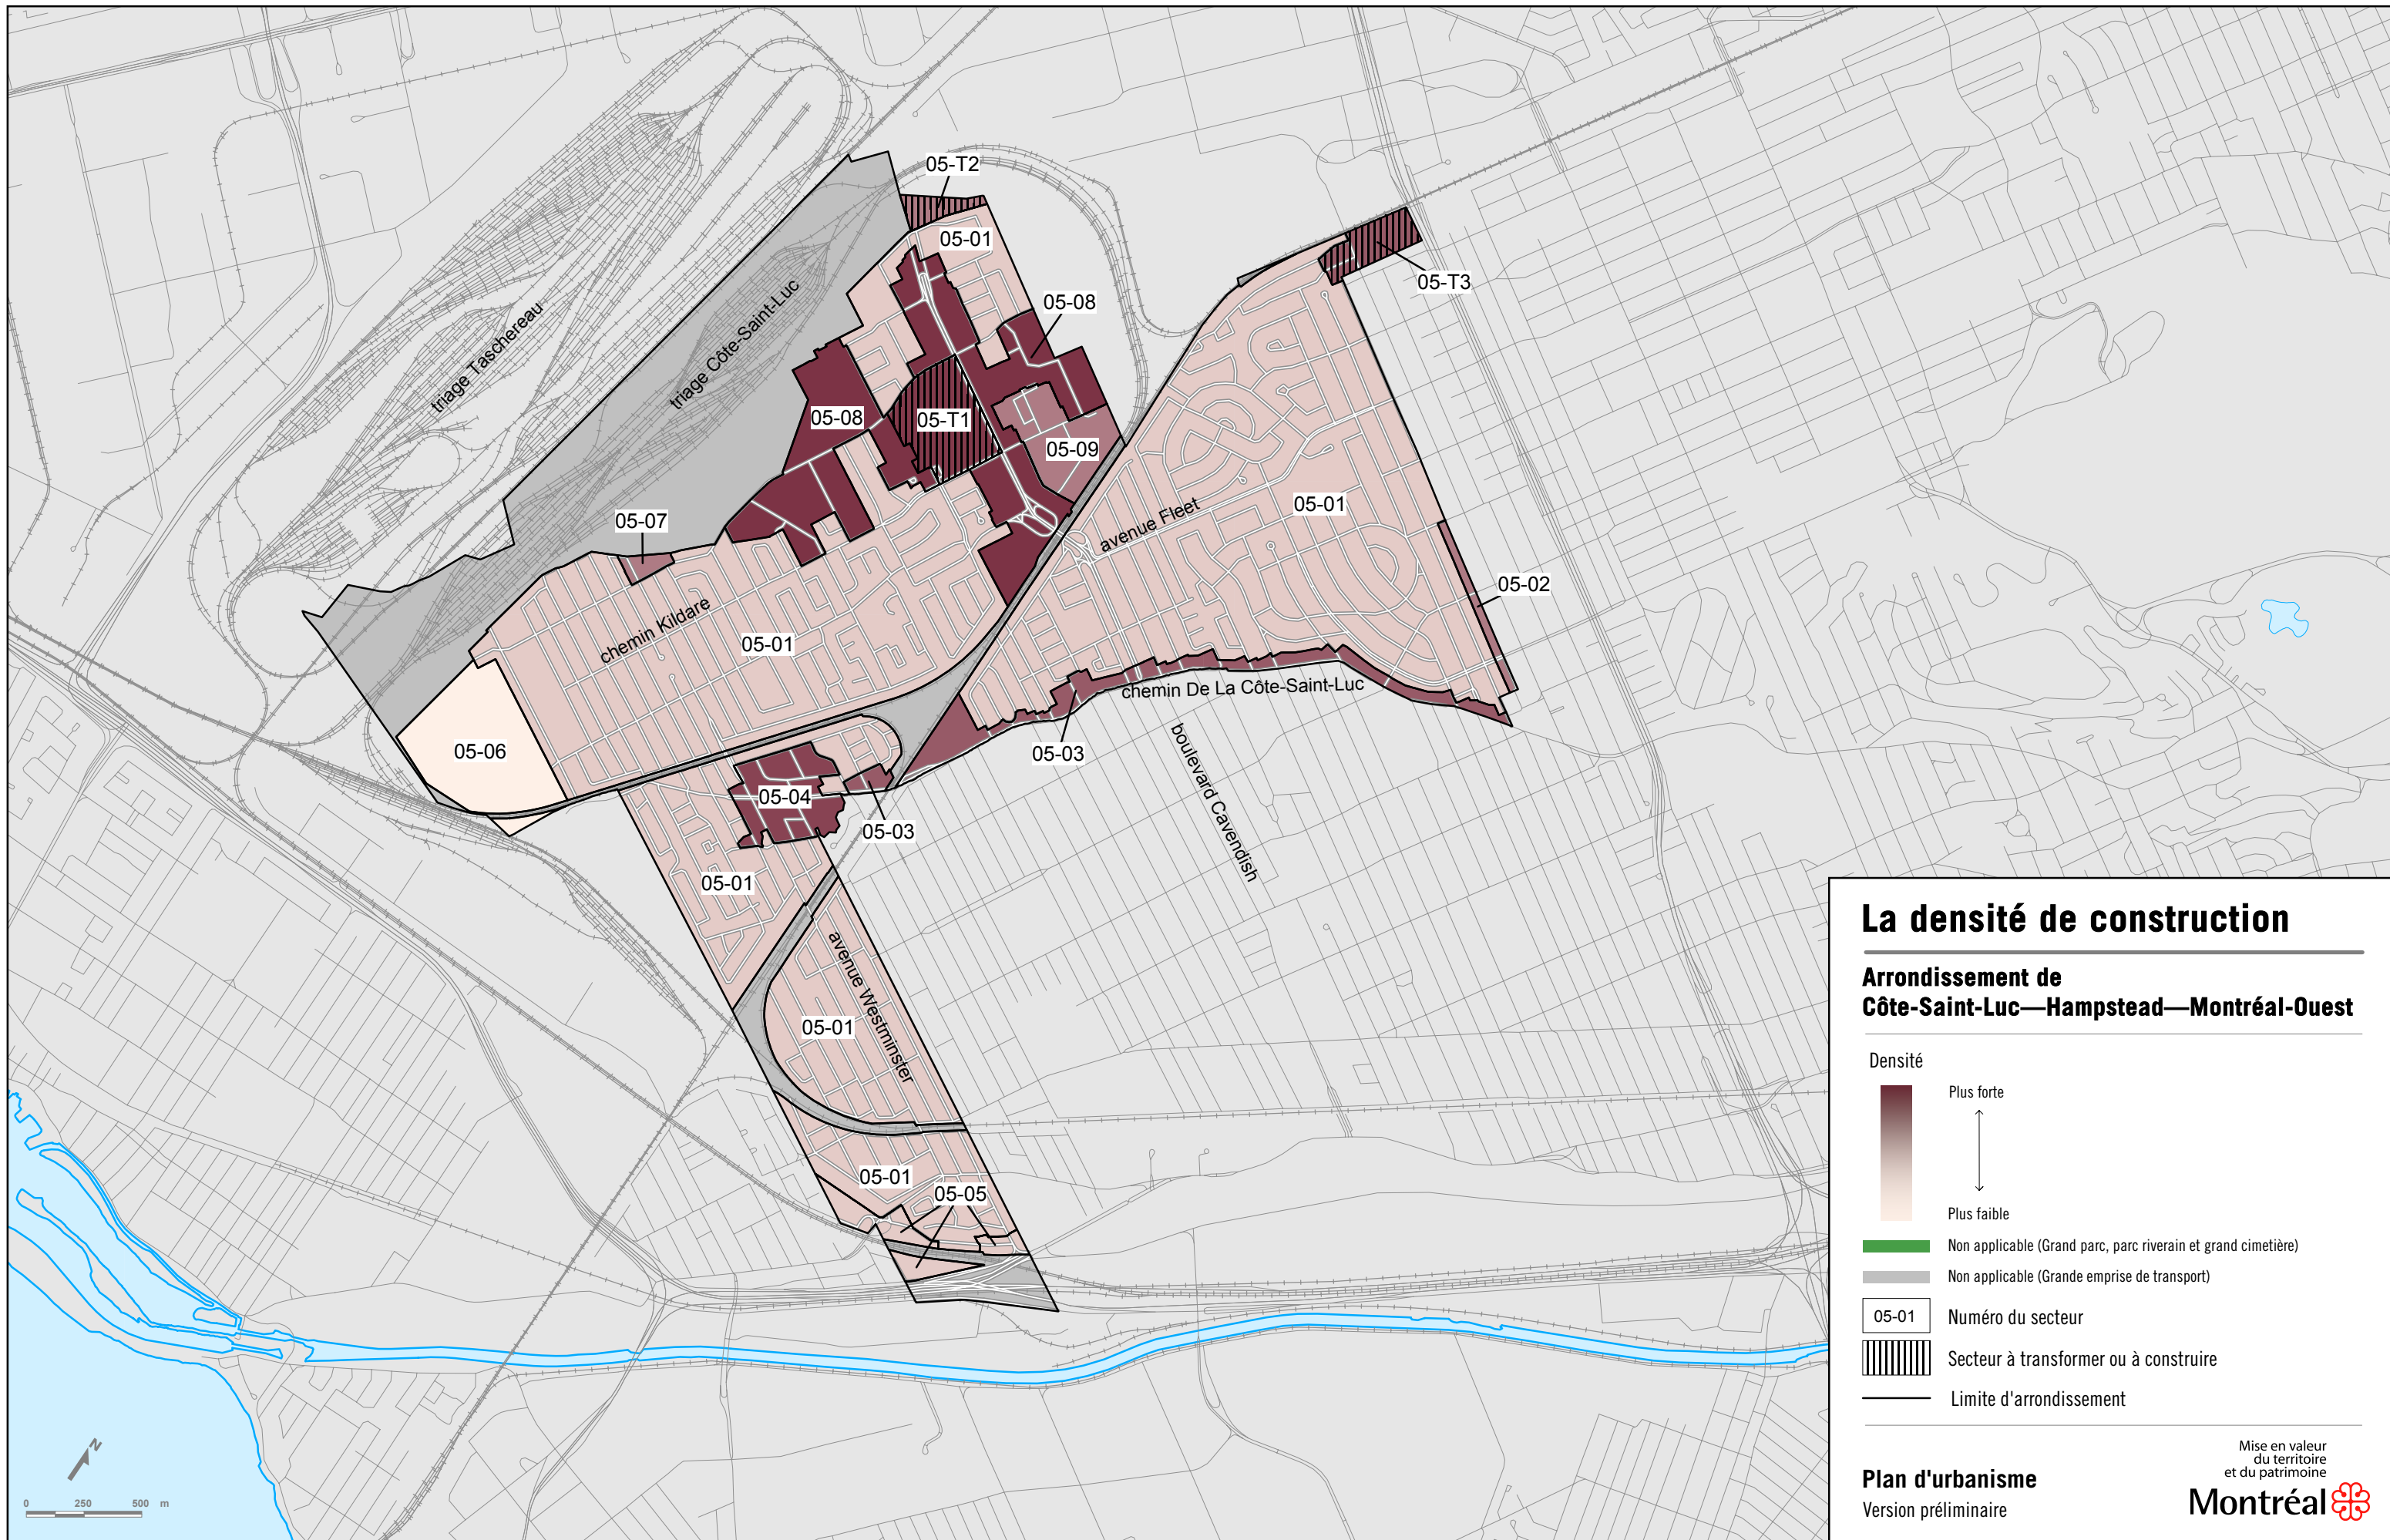 05-T2
05-01
05-T3
05-08
triage Côte-Saint-Luc
triage Taschereau
05-08
05-T1
05-09
05-01
avenue Fleet
05-07
05-02
chemin Kildare
05-01
chemin De La Côte-Saint-Luc
05-06
05-03
boulevard Cavendish
05-04
05-03
05-01
avenue Westminster
05-01
05-01
05-05
La densité de construction
Arrondissement de
Côte-Saint-Luc—Hampstead—Montréal-Ouest
Densité
Plus forte
Plus faible
Non applicable (Grand parc, parc riverain et grand cimetière)
Non applicable (Grande emprise de transport)
05-01 Numéro du secteur
Secteur à transformer ou à construire
Limite d'arrondissement
Mise en valeur
du territoire
et du patrimoine
Plan d'urbanisme
Version préliminaire
Montréal
N
0 250 500 m